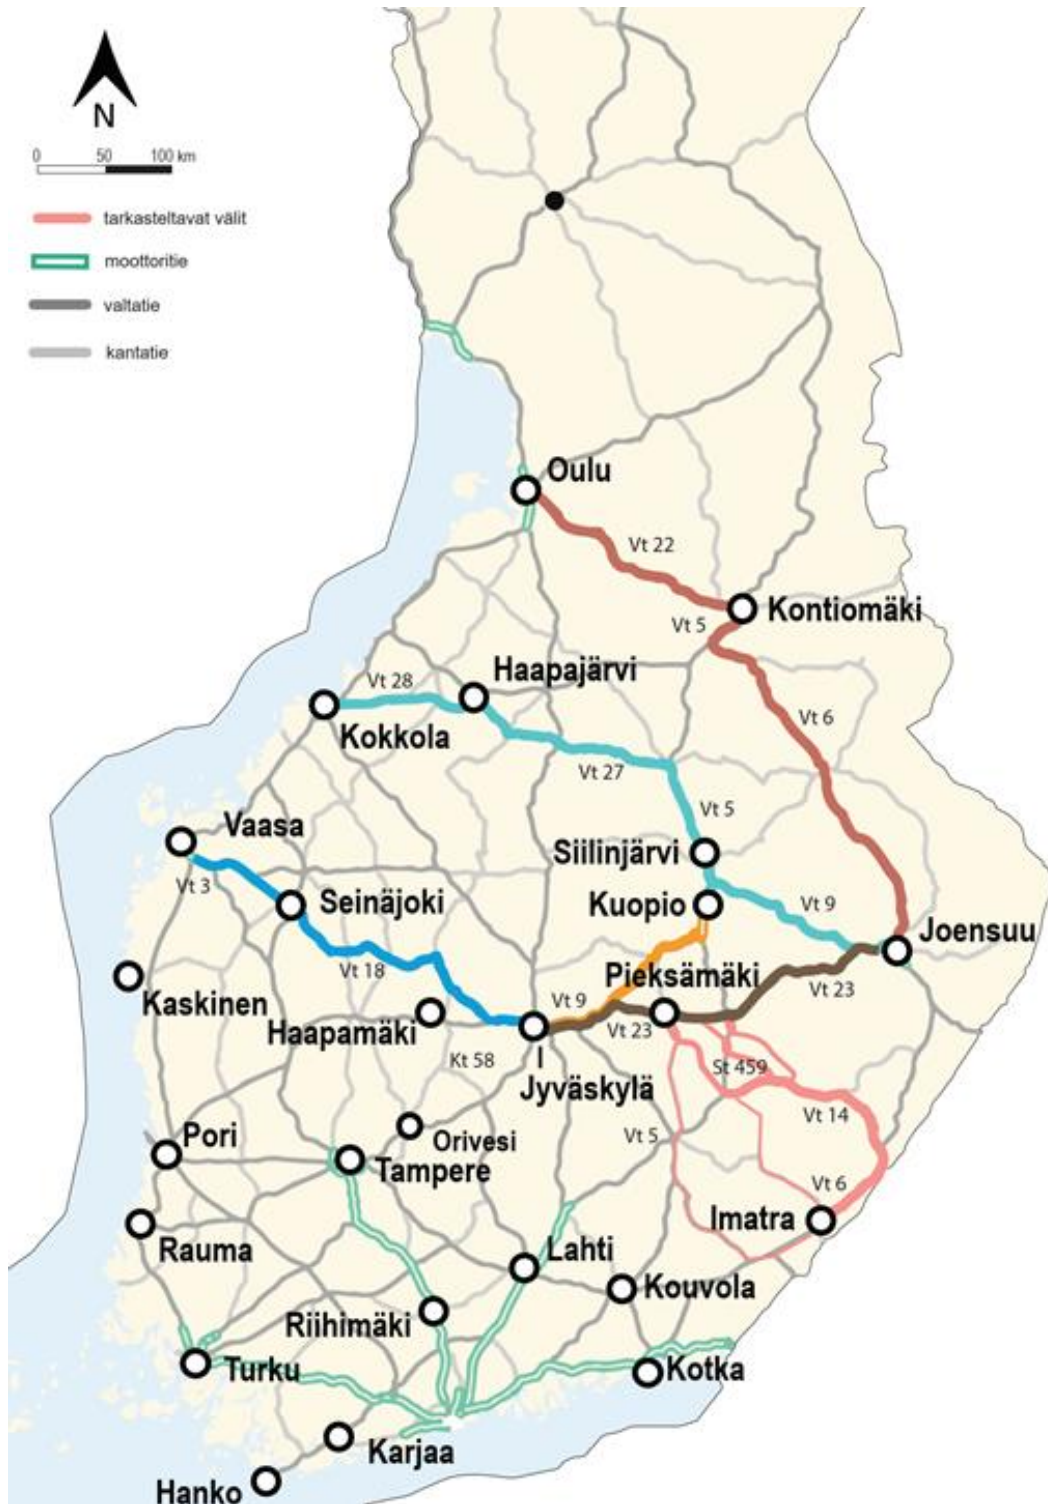 N
0 50 100 km
tarkasteltavat välit
moottoritie
valtatie
kantatie
Oulu
Vt 22
Kontiomäki
Vt 5
Haapajärvi
Vt 28
Vt 6
Kokkola
Vt 27
Vt 5
Vaasa
Siilinjärvi
Vt 3
Seinäjoki
Kuopio
Vt 9
Joensuu
Vt 18
Pieksämäki
Kaskinen
Vt 23
Haapamäki
Vt 9
Vt 23
Kt 58
St 459
Jyväskylä
Vt 14
Pori
Orivesi
Vt 5
Tampere
Vt 6
Imatra
Rauma
Lahti
Kouvola
Riihimäki
Turku
Kotka
Karjaa
Hanko